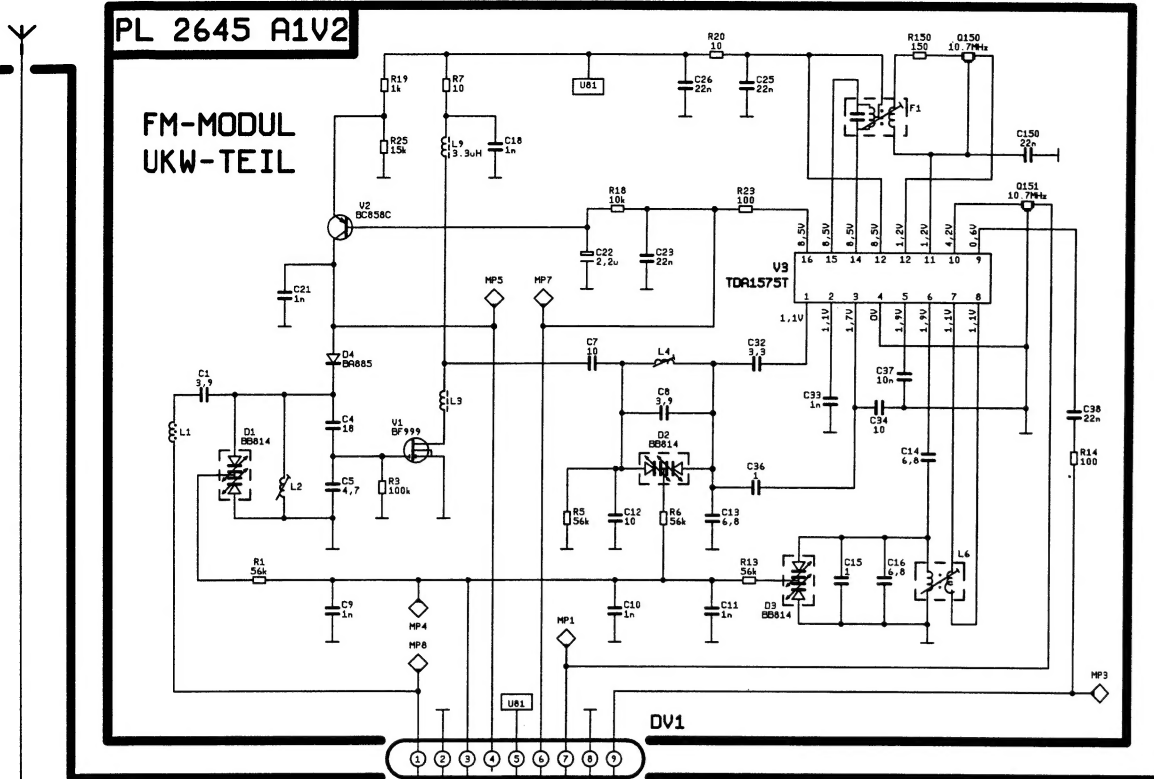 PL 2645 A1V2
FM-MODUL
UKW-TEIL
R19
1k
R7
10
R20
10
R150
150
Q150
10.7MHz
U81
C26
22n
C25
22n
F1
R25
15k
L9
3.3uH
C18
1n
C150
22n
V2
BC858C
R18
10k
R23
100
Q151
10.7MHz
C22
2,2u
C23
22n
8,5V
8,5V
8,5V
8,5V
1,2V
1,2V
4,2V
0,6V
16 15 14 12 12 11 10 9
V3
TDA1575T
1 2 3 4 5 6 7 8
1,1V
1,1V
1,7V
0V
1,9V
1,9V
1,1V
1,1V
C21
1n
MP5
MP7
D4
BA885
C7
10
L4
C32
3,3
C37
10n
C1
3,9
L3
C8
3,9
C33
1n
C34
10
C38
22n
L1
D1
BB814
C4
18
V1
BF999
D2
BB814
C14
6,8
R14
100
L2
C5
4,7
R3
100k
C36
1
R5
56k
C12
10
R6
56k
C13
6,8
R1
56k
R13
56k
C15
1
C16
6,8
L6
D3
BB814
C9
1n
MP4
C10
1n
C11
1n
MP8
MP1
MP3
U81
DV1
1 2 3 4 5 6 7 8 9